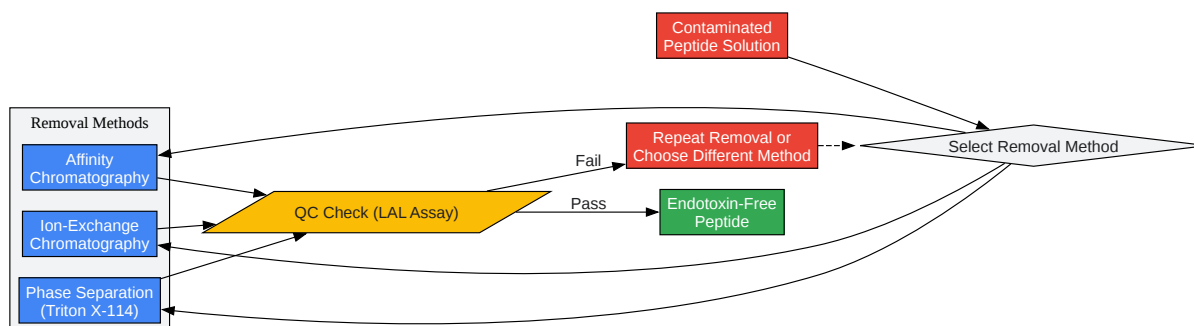 Contaminated
Peptide Solution
Removal Methods
Affinity
Chromatography
Repeat Removal or
Choose Different Method
Select Removal Method
Fail
QC Check (LAL Assay)
Pass
Endotoxin-Free
Peptide
Ion-Exchange
Chromatography
Phase Separation
(Triton X-114)